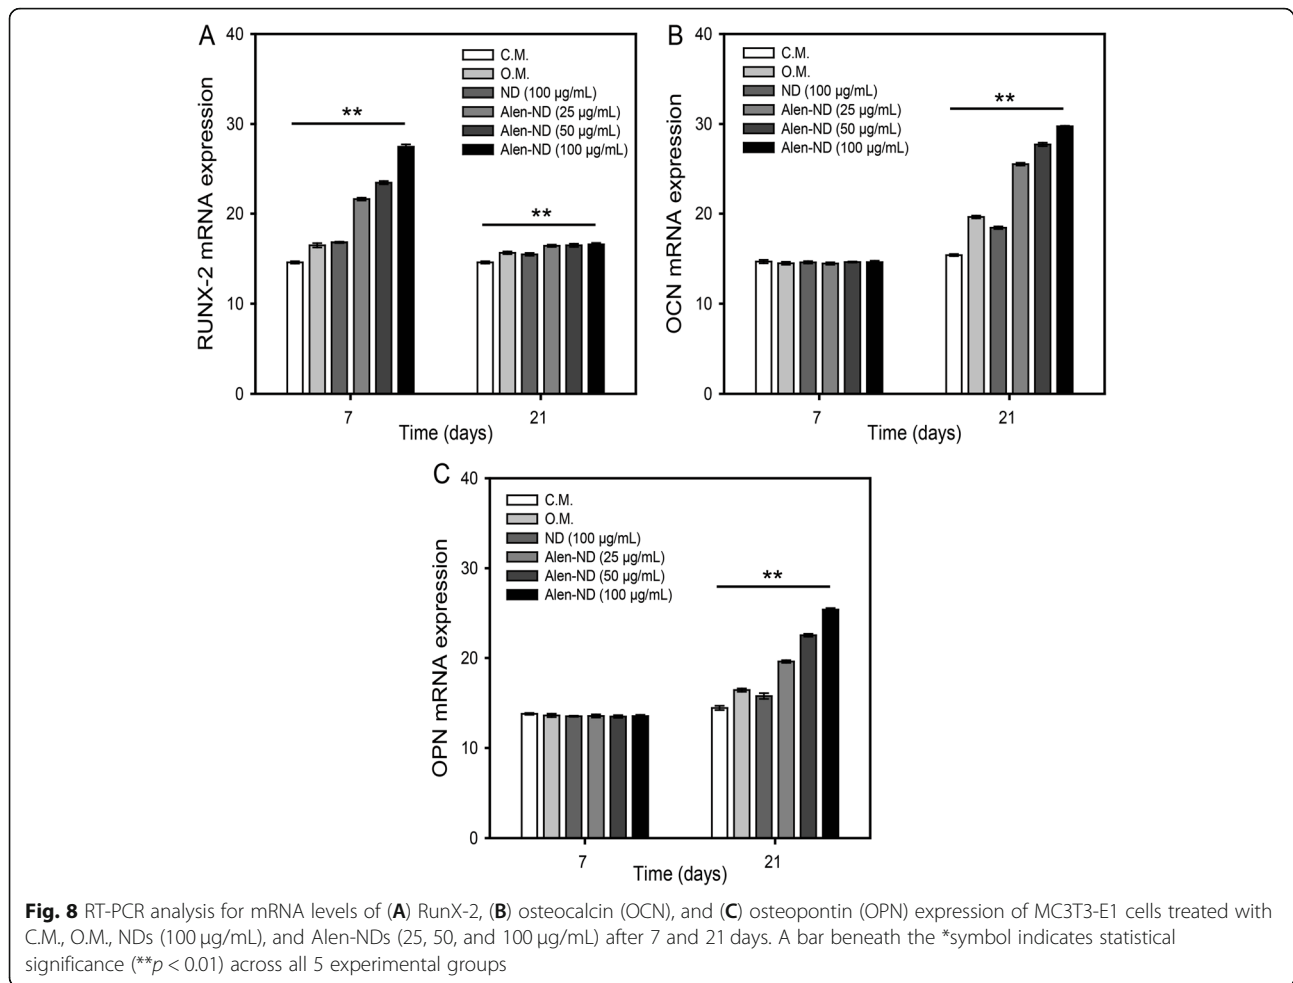 A
40
30
20
10
0
RUNX-2 mRNA expression
C.M.
O.M.
ND (100 µg/mL)
Alen-ND (25 µg/mL)
Alen-ND (50 µg/mL)
Alen-ND (100 µg/mL)
**
**
7
21
Time (days)
B
40
30
20
10
0
OCN mRNA expression
C.M.
O.M.
ND (100 µg/mL)
Alen-ND (25 µg/mL)
Alen-ND (50 µg/mL)
Alen-ND (100 µg/mL)
**
7
21
Time (days)
C
40
30
20
10
0
OPN mRNA expression
C.M.
O.M.
ND (100 µg/mL)
Alen-ND (25 µg/mL)
Alen-ND (50 µg/mL)
Alen-ND (100 µg/mL)
**
7
21
Time (days)
Fig. 8 RT-PCR analysis for mRNA levels of (A) RunX-2, (B) osteocalcin (OCN), and (C) osteopontin (OPN) expression of MC3T3-E1 cells treated with
C.M., O.M., NDs (100 µg/mL), and Alen-NDs (25, 50, and 100 µg/mL) after 7 and 21 days. A bar beneath the *symbol indicates statistical
significance (**p < 0.01) across all 5 experimental groups